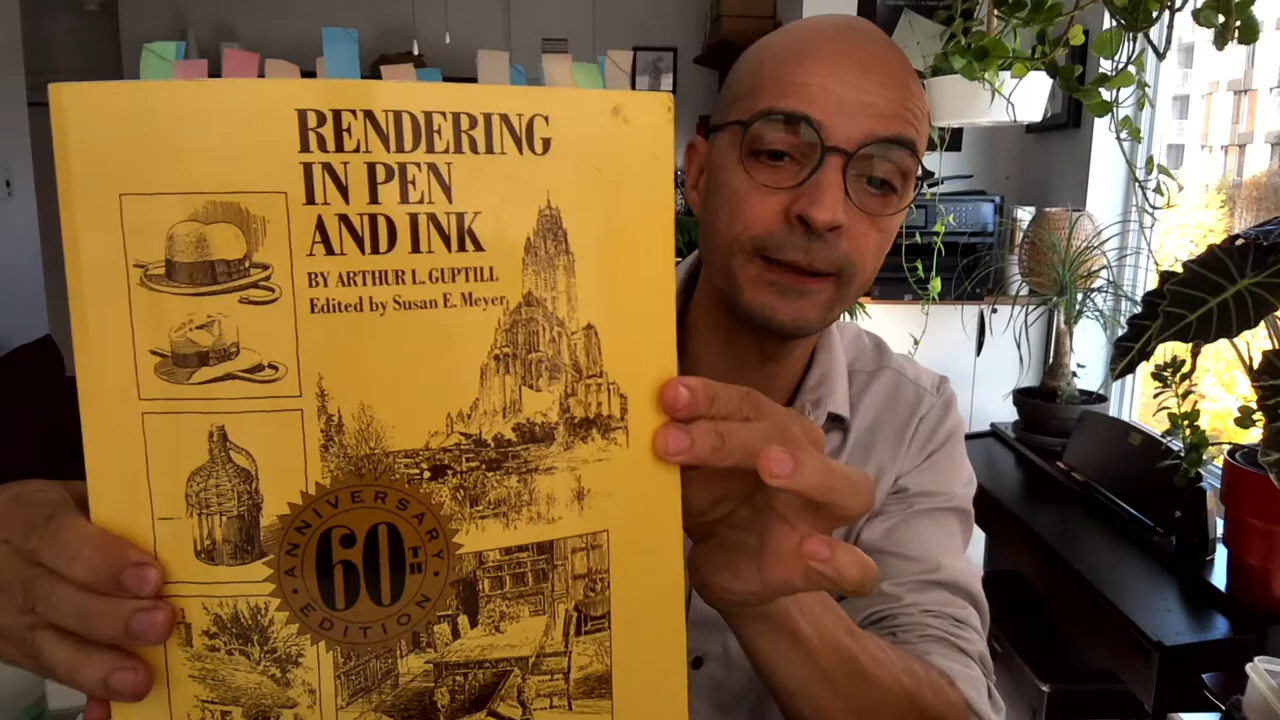 RENDERING
IN PEN
AND INK
BY ARTHUR L. GUPTILL
Edited by Susan E. Meyer
ANNIVERSARY
60TH
EDITION